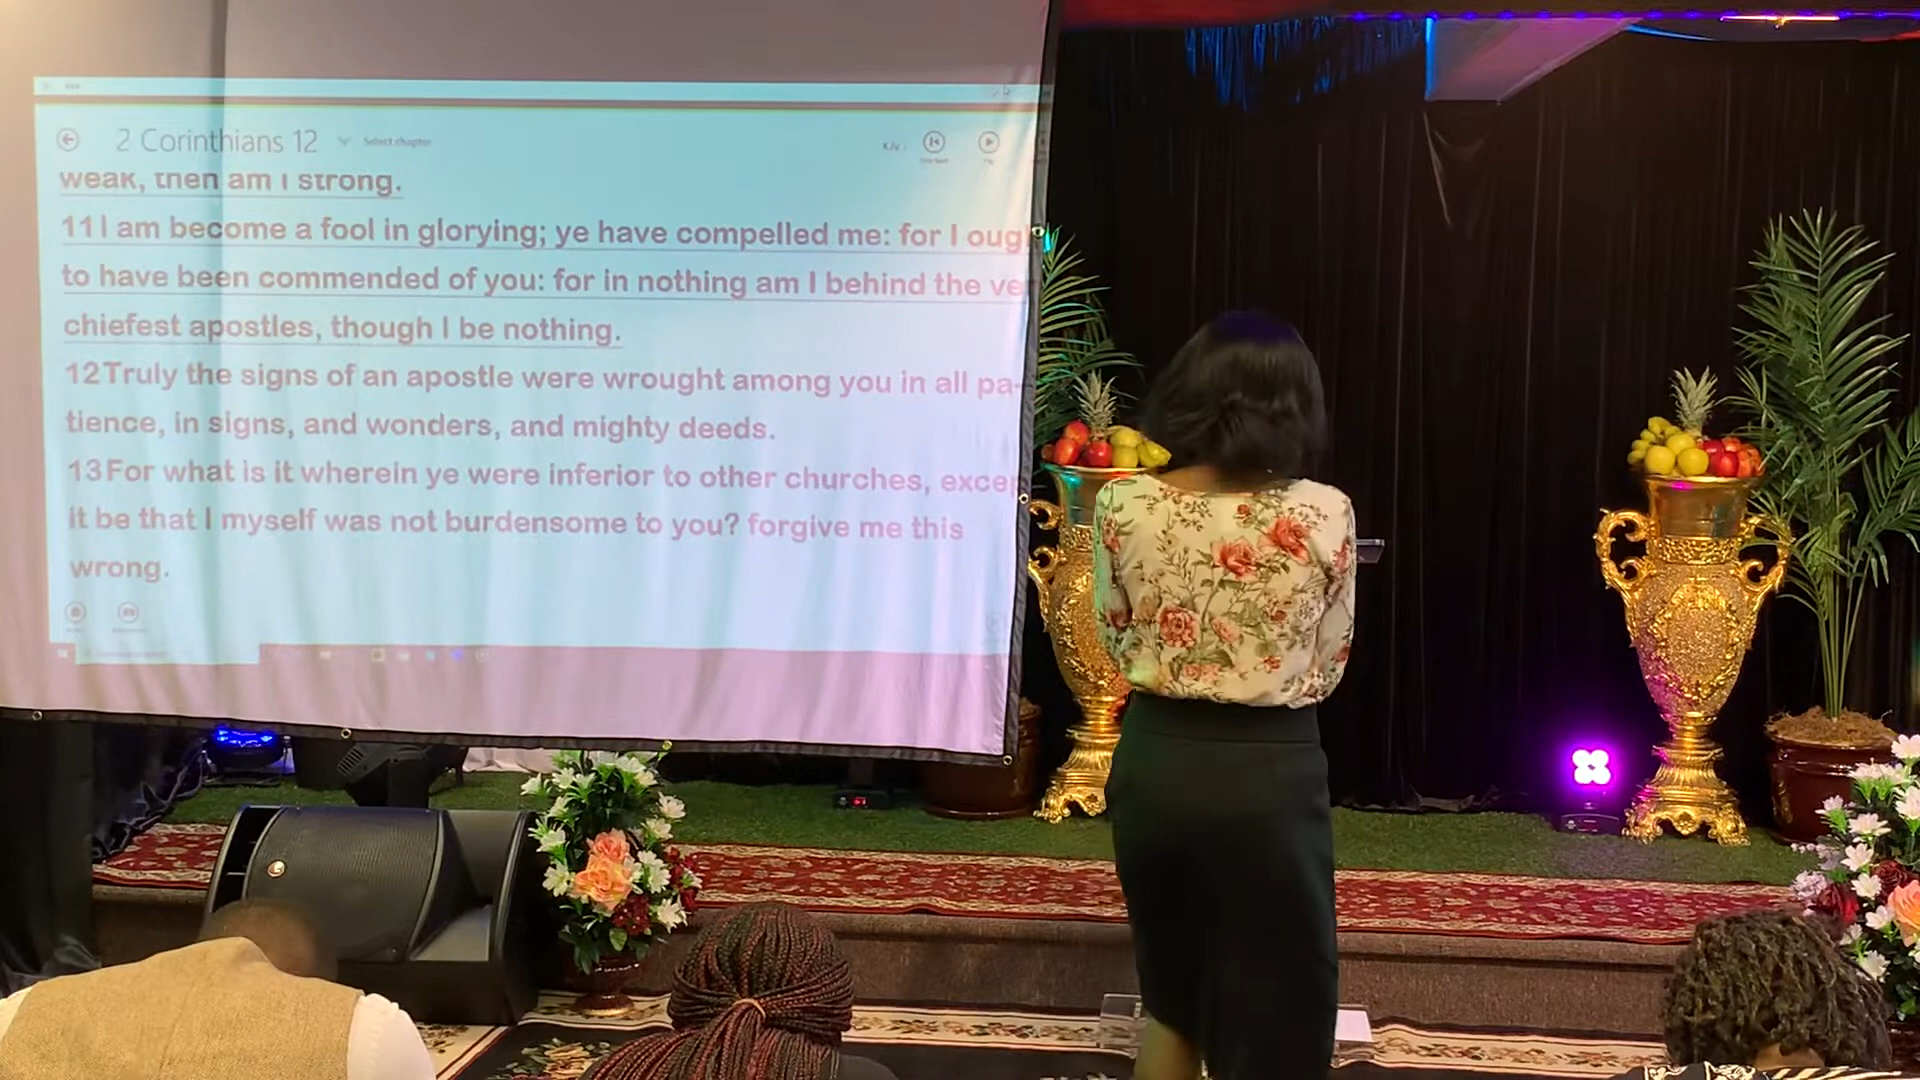 2 Corinthians 12
Select chapter
weak, then am I strong.
11 I am become a fool in glorying; ye have compelled me: for I oug
to have been commended of you: for in nothing am I behind the ve
chiefest apostles, though I be nothing.
12 Truly the signs of an apostle were wrought among you in all pa-
tience, in signs, and wonders, and mighty deeds.
13 For what is it wherein ye were inferior to other churches, excep
it be that I myself was not burdensome to you? forgive me this
wrong.